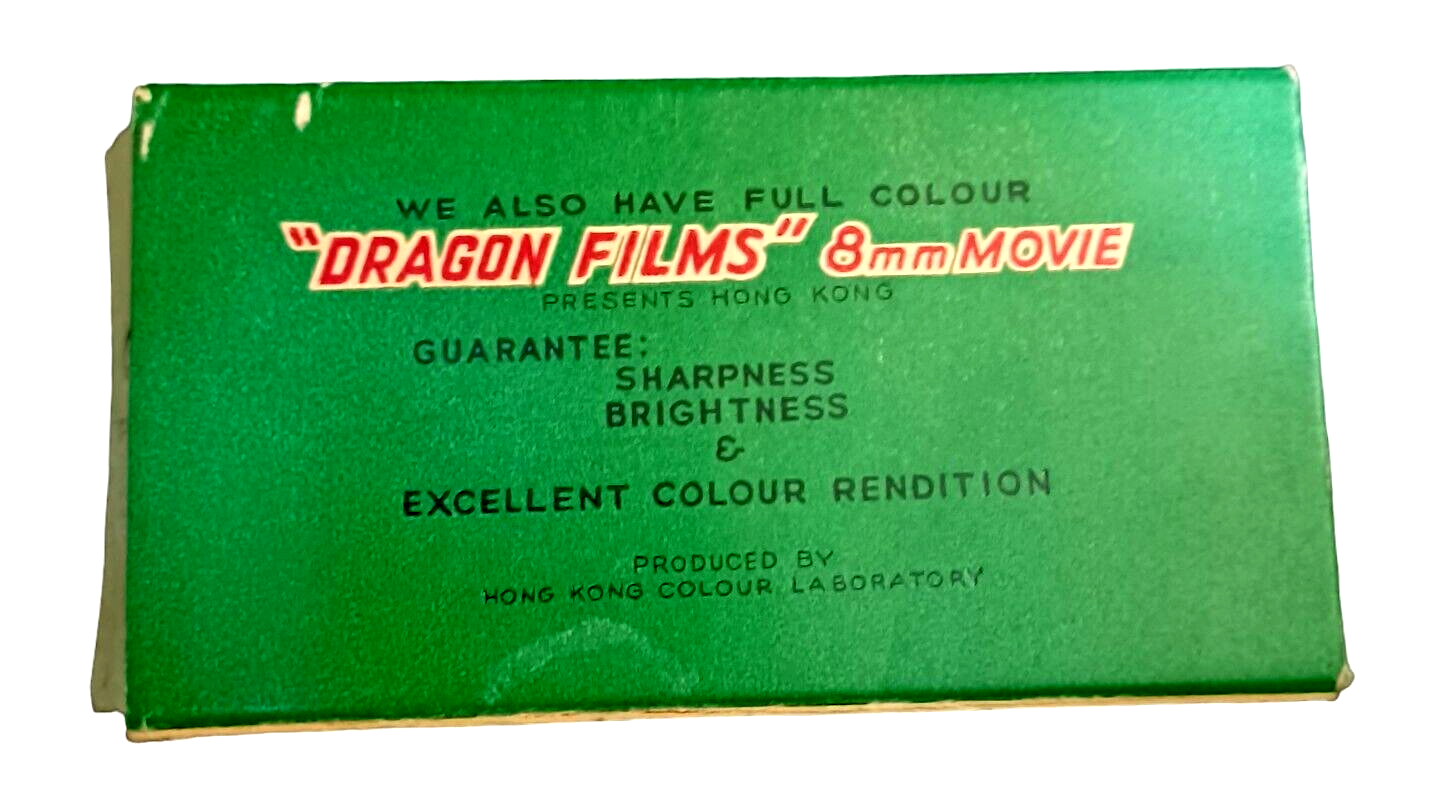 WE ALSO HAVE FULL COLOUR
"DRAGON FILMS" 8mm MOVIE
PRESENTS HONG KONG
GUARANTEE:
SHARPNESS
BRIGHTNESS
&
EXCELLENT COLOUR RENDITION
PRODUCED BY
HONG KONG COLOUR LABORATORY